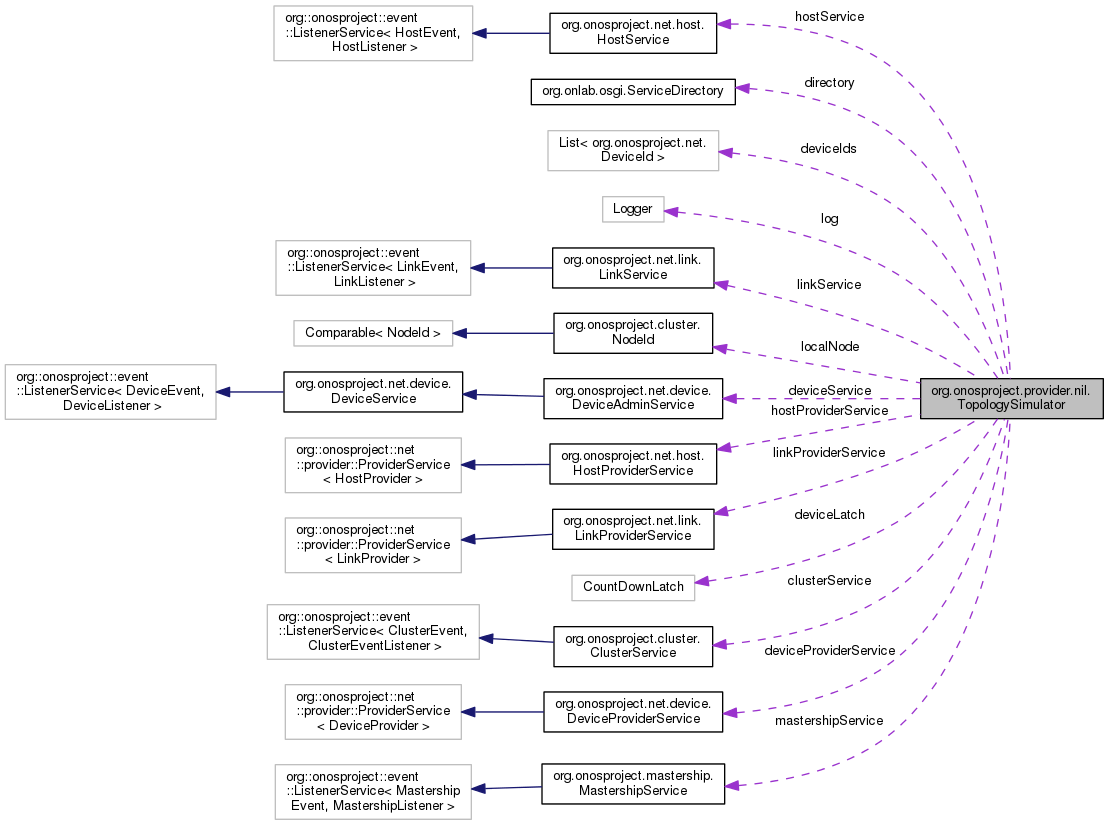 org::onosproject::event
::ListenerService< HostEvent,
HostListener >
org.onosproject.net.host.
HostService
hostService
org.onlab.osgi.ServiceDirectory
directory
List< org.onosproject.net.
DeviceId >
deviceIds
Logger
log
org::onosproject::event
::ListenerService< LinkEvent,
LinkListener >
org.onosproject.net.link.
LinkService
linkService
Comparable< NodeId >
org.onosproject.cluster.
NodeId
localNode
org::onosproject::event
::ListenerService< DeviceEvent,
DeviceListener >
org.onosproject.net.device.
DeviceService
org.onosproject.net.device.
DeviceAdminService
deviceService
org.onosproject.provider.nil.
TopologySimulator
hostProviderService
org::onosproject::net
::provider::ProviderService
< HostProvider >
org.onosproject.net.host.
HostProviderService
linkProviderService
org::onosproject::net
::provider::ProviderService
< LinkProvider >
org.onosproject.net.link.
LinkProviderService
deviceLatch
CountDownLatch
clusterService
org::onosproject::event
::ListenerService< ClusterEvent,
ClusterEventListener >
org.onosproject.cluster.
ClusterService
deviceProviderService
org::onosproject::net
::provider::ProviderService
< DeviceProvider >
org.onosproject.net.device.
DeviceProviderService
mastershipService
org::onosproject::event
::ListenerService< Mastership
Event, MastershipListener >
org.onosproject.mastership.
MastershipService